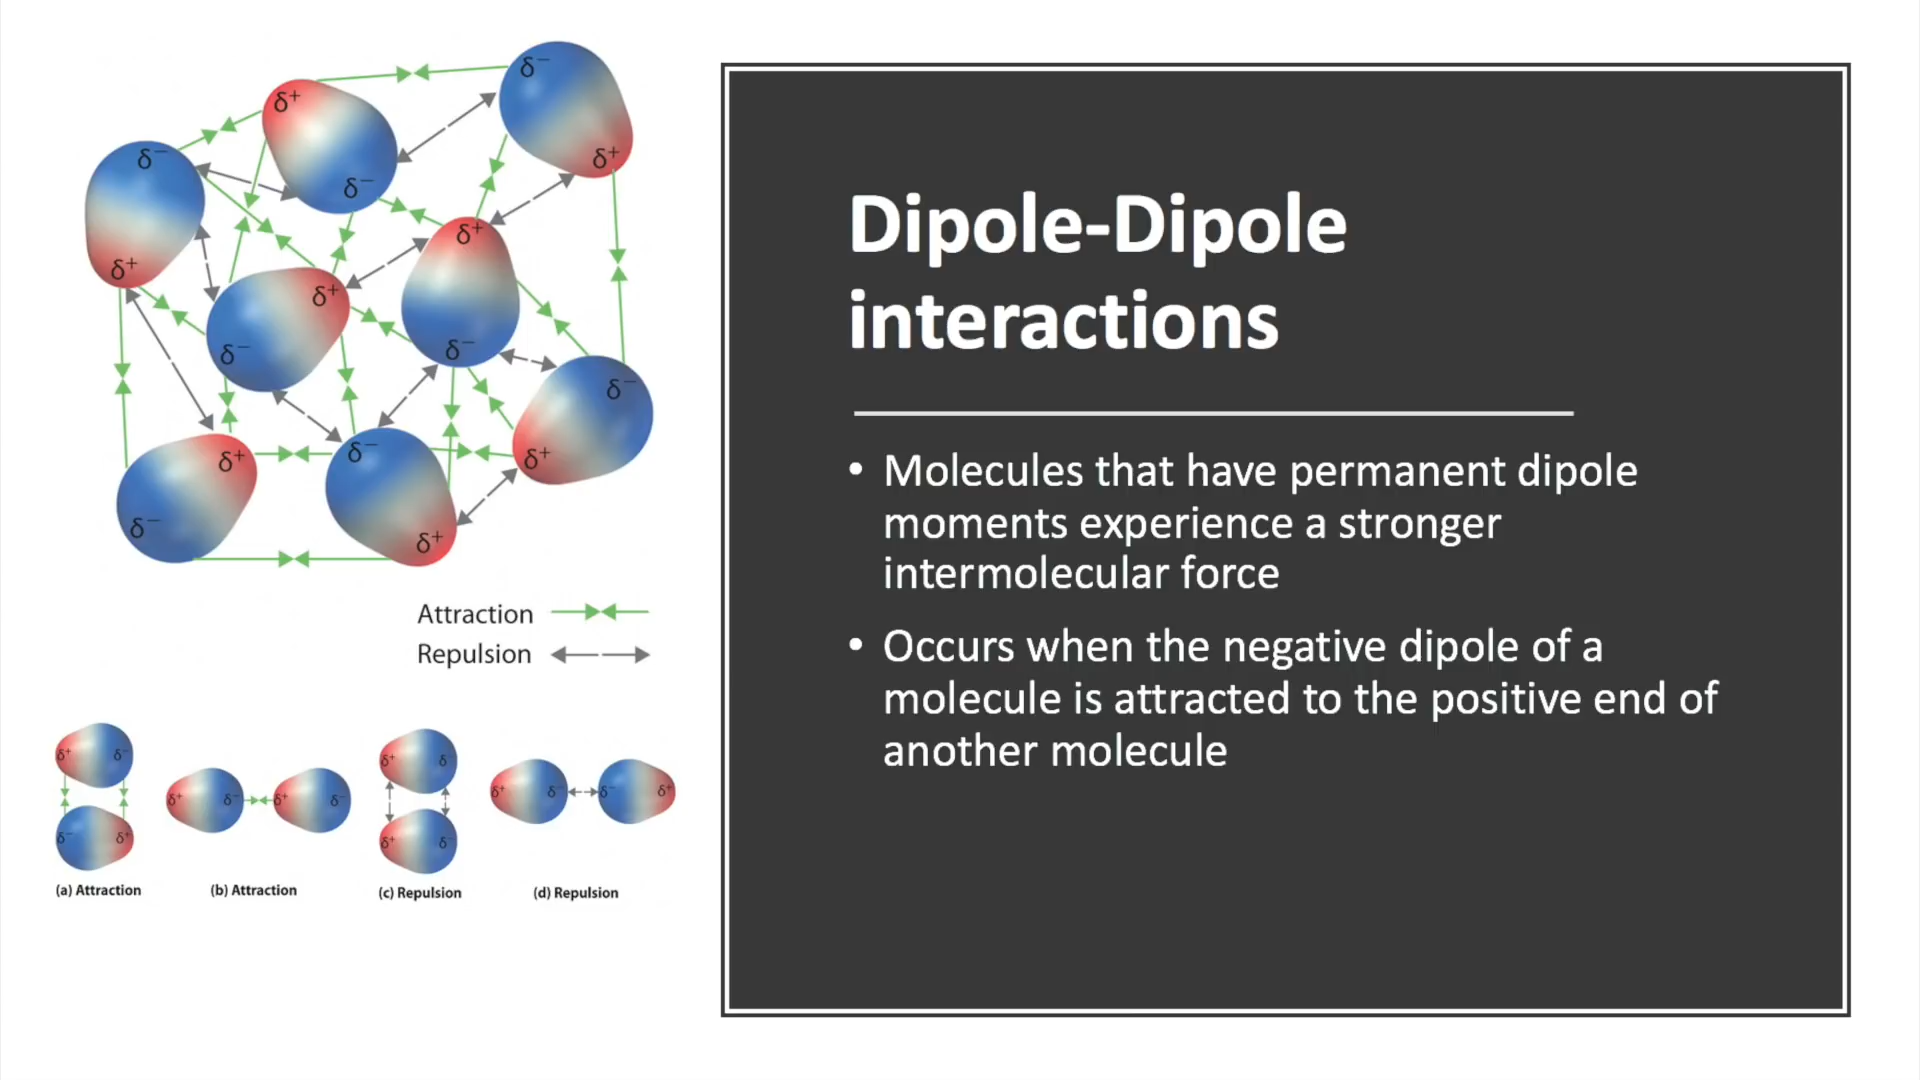 δ−
δ+
δ−
δ−
δ+
δ+
δ−
δ+
δ+
δ−
δ−
δ−
δ+
δ−
δ+
δ+
δ−
δ+
Attraction
Repulsion
δ+ δ−
δ− δ+
(a) Attraction
δ+ δ− δ+ δ−
(b) Attraction
δ+ δ−
δ+ δ−
(c) Repulsion
δ+ δ− δ− δ+
(d) Repulsion
Dipole-Dipole
interactions
• Molecules that have permanent dipole
moments experience a stronger
intermolecular force
• Occurs when the negative dipole of a
molecule is attracted to the positive end of
another molecule